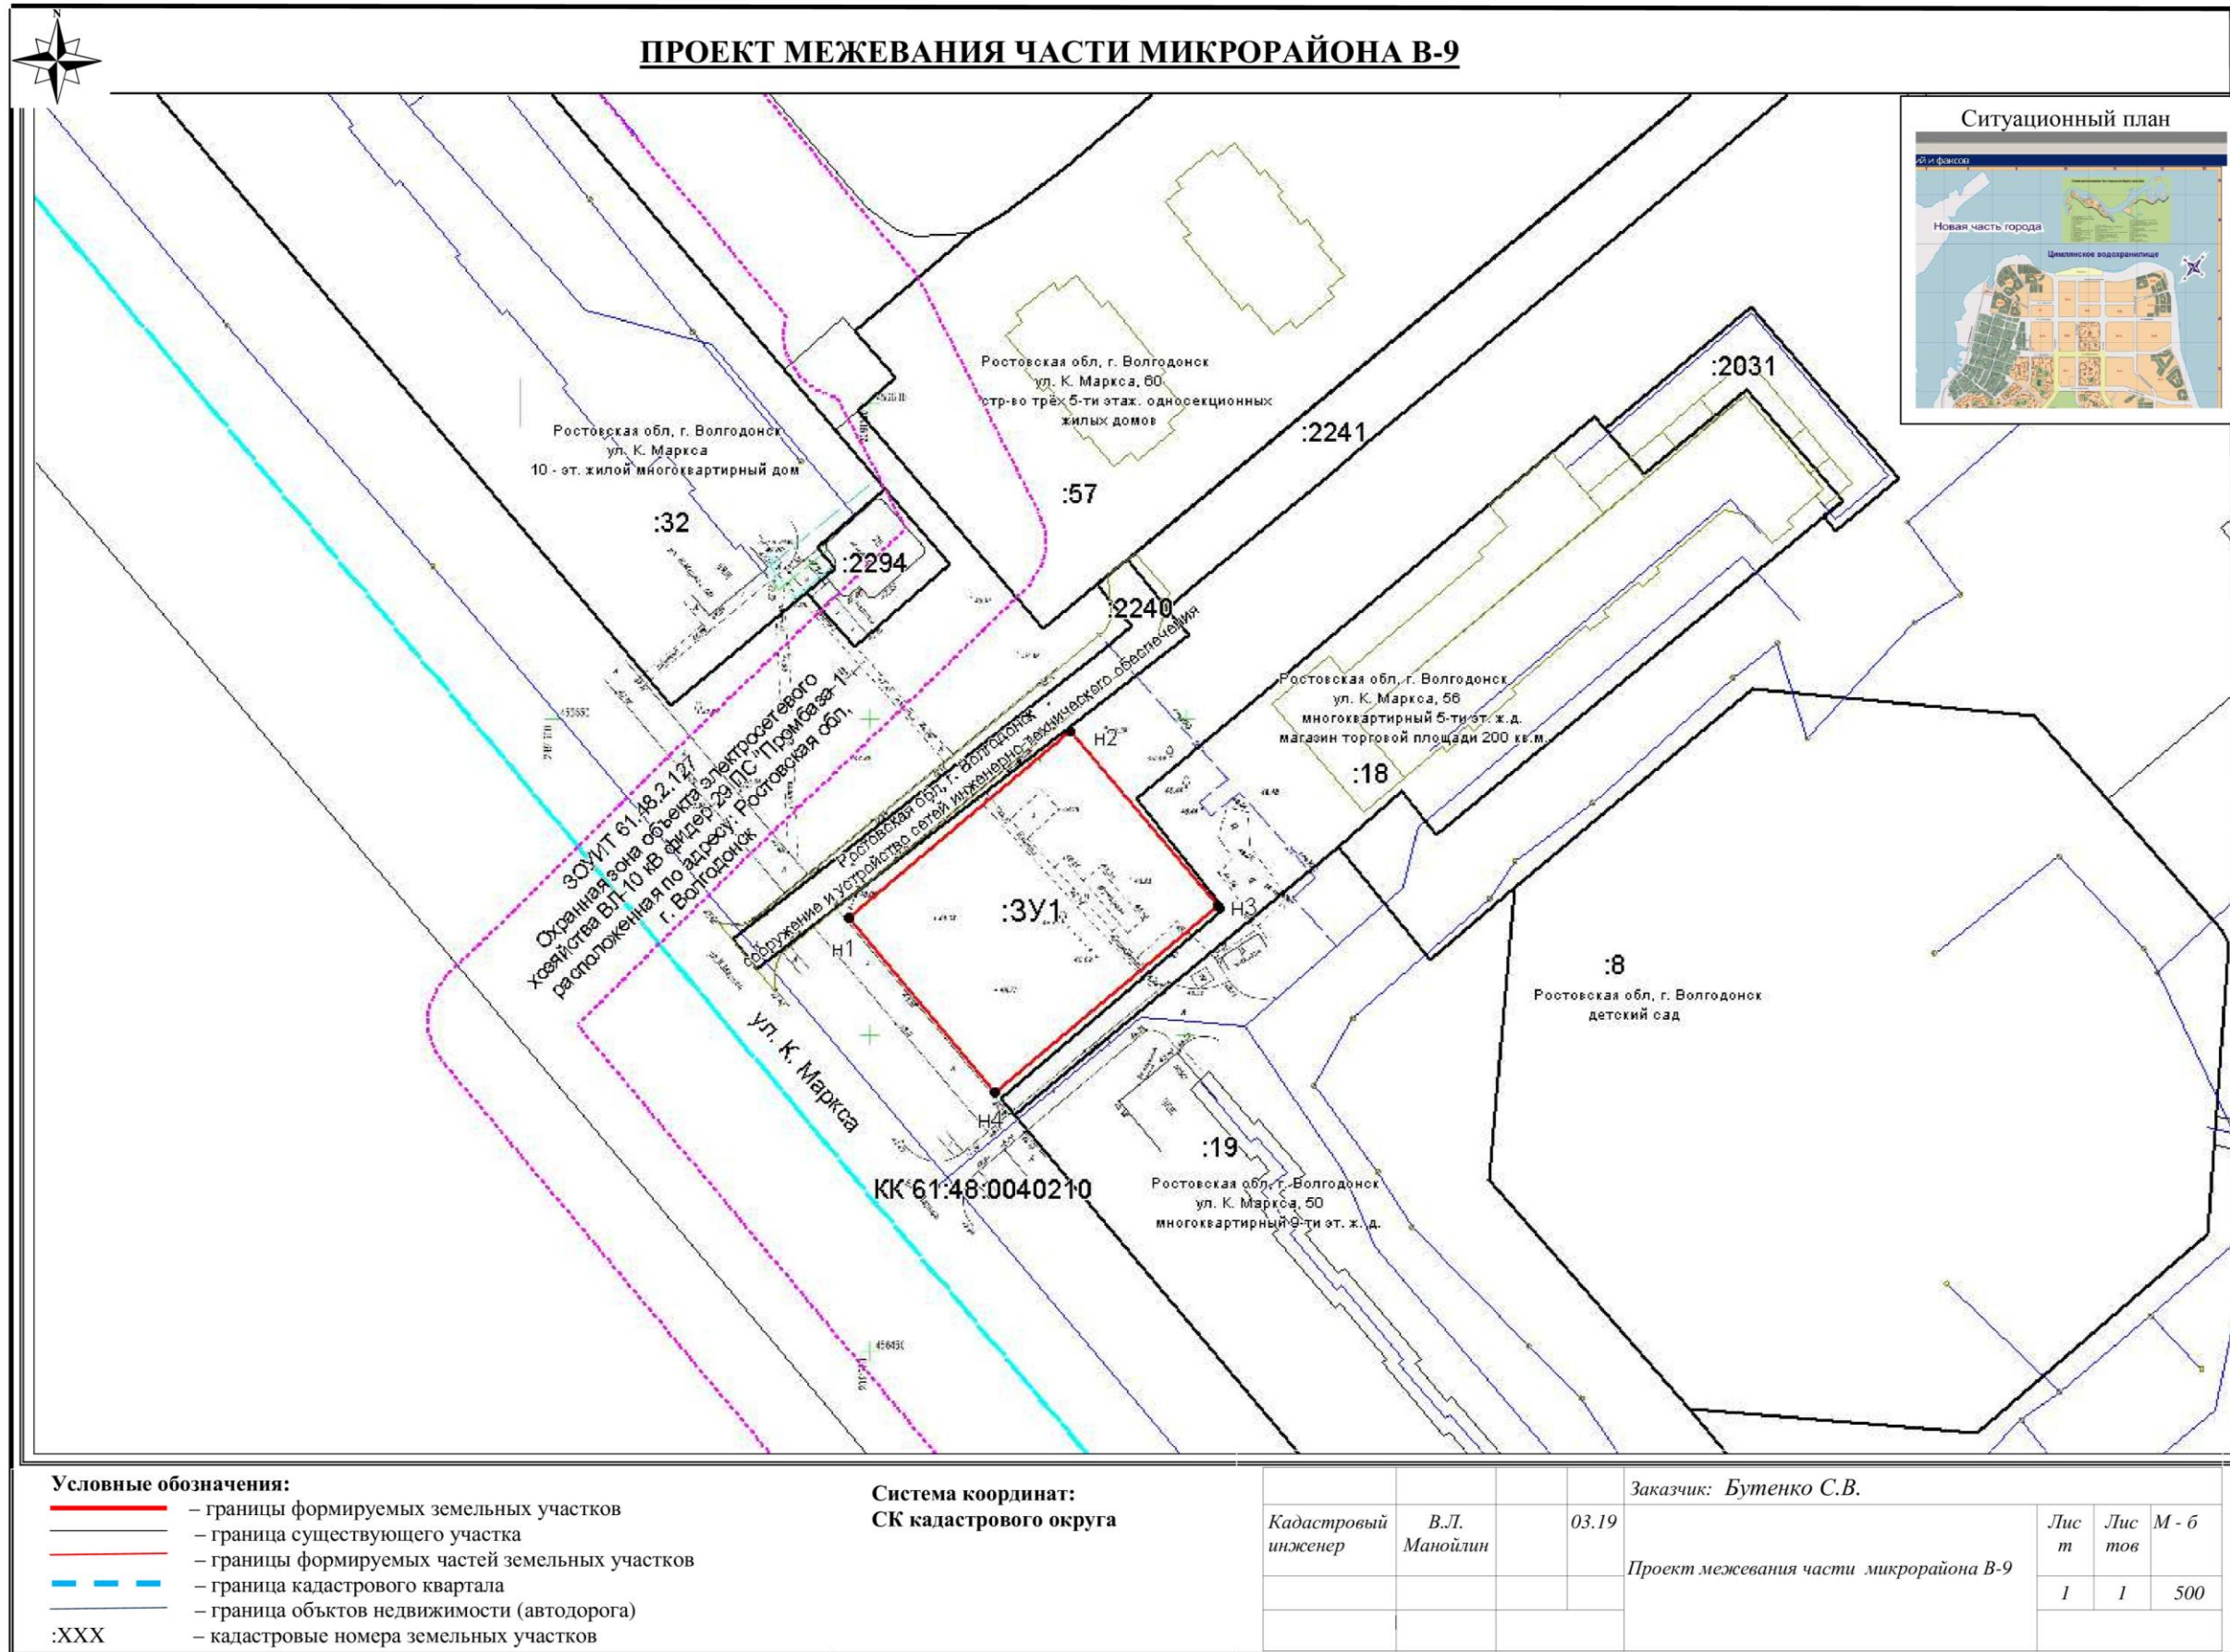 N
ПРОЕКТ МЕЖЕВАНИЯ ЧАСТИ МИКРОРАЙОНА В-9
Ситуационный план
ий и факсов
Новая часть города
Цимлянское водохранилище
Ростовская обл, г. Волгодонск
ул. К. Маркса, 60
стр-во трёх 5-ти этаж. односекционных
жилых домов
:57
:2241
:2031
Ростовская обл, г. Волгодонск
ул. К. Маркса
10 - эт. жилой многоквартирный дом
:32
:2294
:2240
Ростовская обл, г. Волгодонск
сооружение и устройство сетей инженерно-технического обеспечения
Ростовская обл, г. Волгодонск
ул. К. Маркса, 56
многоквартирный 5-ти эт. ж.д.
магазин торговой площади 200 кв.м.
:18
ЗОУИТ 61.48.2.127
Охранная зона объекта электросетевого
хозяйства ВЛ-10 кВ фидер 29 ПС "Промбаза-1"
расположенная по адресу: Ростовская обл,
г. Волгодонск
н2
:ЗУ1
н3
н1
н4
:8
Ростовская обл, г. Волгодонск
детский сад
ул. К. Маркса
КК 61:48:0040210
:19
Ростовская обл, г. Волгодонск
ул. К. Маркса, 50
многоквартирный 9-ти эт. ж. д.
Условные обозначения:
– границы формируемых земельных участков
– граница существующего участка
– границы формируемых частей земельных участков
– граница кадастрового квартала
– граница объктов недвижимости (автодорога)
:XXX – кадастровые номера земельных участков
Система координат:
СК кадастрового округа
Заказчик: Бутенко С.В.
Кадастровый
инженер
В.Л.
Манойлин
03.19
Проект межевания части микрорайона В-9
Лис
т
Лис
тов
М - б
1
1
500